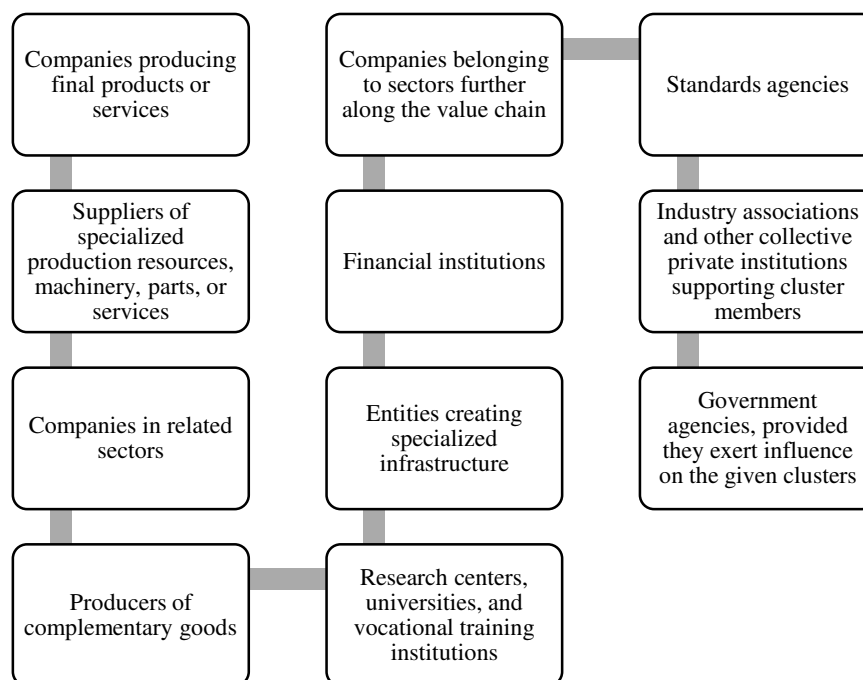 Companies producing
final products or
services
Suppliers of
specialized
production resources,
machinery, parts, or
services
Companies in related
sectors
Producers of
complementary goods
Research centers,
universities, and
vocational training
institutions
Entities creating
specialized
infrastructure
Financial institutions
Companies belonging
to sectors further
along the value chain
Standards agencies
Industry associations
and other collective
private institutions
supporting cluster
members
Government
agencies, provided
they exert influence
on the given clusters